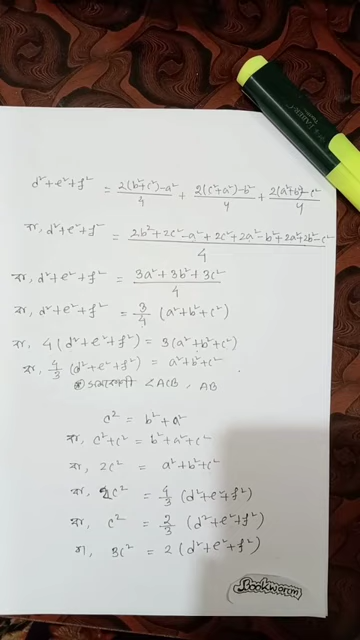 d² + e² + f² = 2(b²+c²)-a²/4 + 2(c²+a²)-b²/4 + 2(a²+b²)-c²/4
বা, d² + e² + f² = 2b²+2c²-a²+2c²+2a²-b²+2a²+2b²-c²/4
বা, d² + e² + f² = 3a²+3b²+3c²/4
বা, d² + e² + f² = 3/4 (a²+b²+c²)
বা, 4(d²+e²+f²) = 3(a²+b²+c²)
বা, 4/3 (d²+e²+f²) = a²+b²+c²
∠ACB, AB
c² = b² + a²
বা, c²+c² = b²+a²+c²
বা, 2c² = a²+b²+c²
বা, 2c² = 4/3 (d²+e²+f²)
বা, c² = 2/3 (d²+e²+f²)
বা, 3c² = 2 (d²+e²+f²)
Bookworm